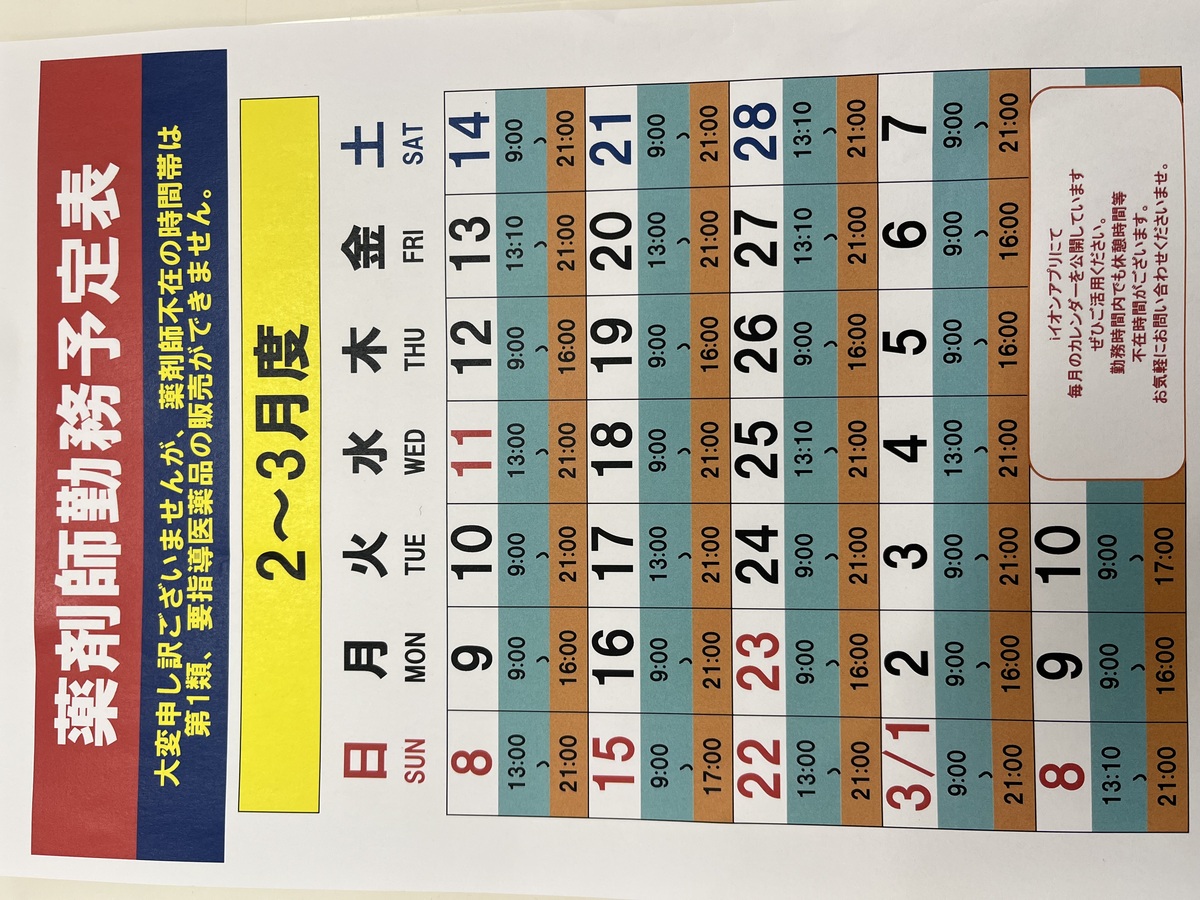 薬剤師勤務予定表
大変申し訳ございませんが、薬剤師不在の時間帯は
第1類、要指導医薬品の販売ができません。
2～3月度
日 月 火 水 木 金 土
SUN MON TUE WED THU FRI SAT
8 9 10 11 12 13 14
13:00 9:00 9:00 13:00 9:00 13:10 9:00
～ ～ ～ ～ ～ ～ ～
21:00 16:00 21:00 21:00 16:00 21:00 21:00
15 16 17 18 19 20 21
9:00 9:00 13:00 9:00 9:00 13:00 9:00
～ ～ ～ ～ ～ ～ ～
17:00 21:00 21:00 21:00 16:00 21:00 21:00
22 23 24 25 26 27 28
13:00 9:00 9:00 13:10 9:00 13:10 13:10
～ ～ ～ ～ ～ ～ ～
21:00 16:00 21:00 21:00 16:00 21:00 21:00
3/1 2 3 4 5 6 7
9:00 9:00 9:00 13:00 9:00 9:00 9:00
～ ～ ～ ～ ～ ～ ～
21:00 16:00 21:00 21:00 16:00 16:00 21:00
8 9 10
13:10 9:00 9:00
～ ～ ～
21:00 16:00 17:00
iイオンアプリにて
毎月のカレンダーを公開しています
ぜひご活用ください。
勤務時間内でも休憩時間等
不在時間がございます。
お気軽にお問い合わせくださいませ。